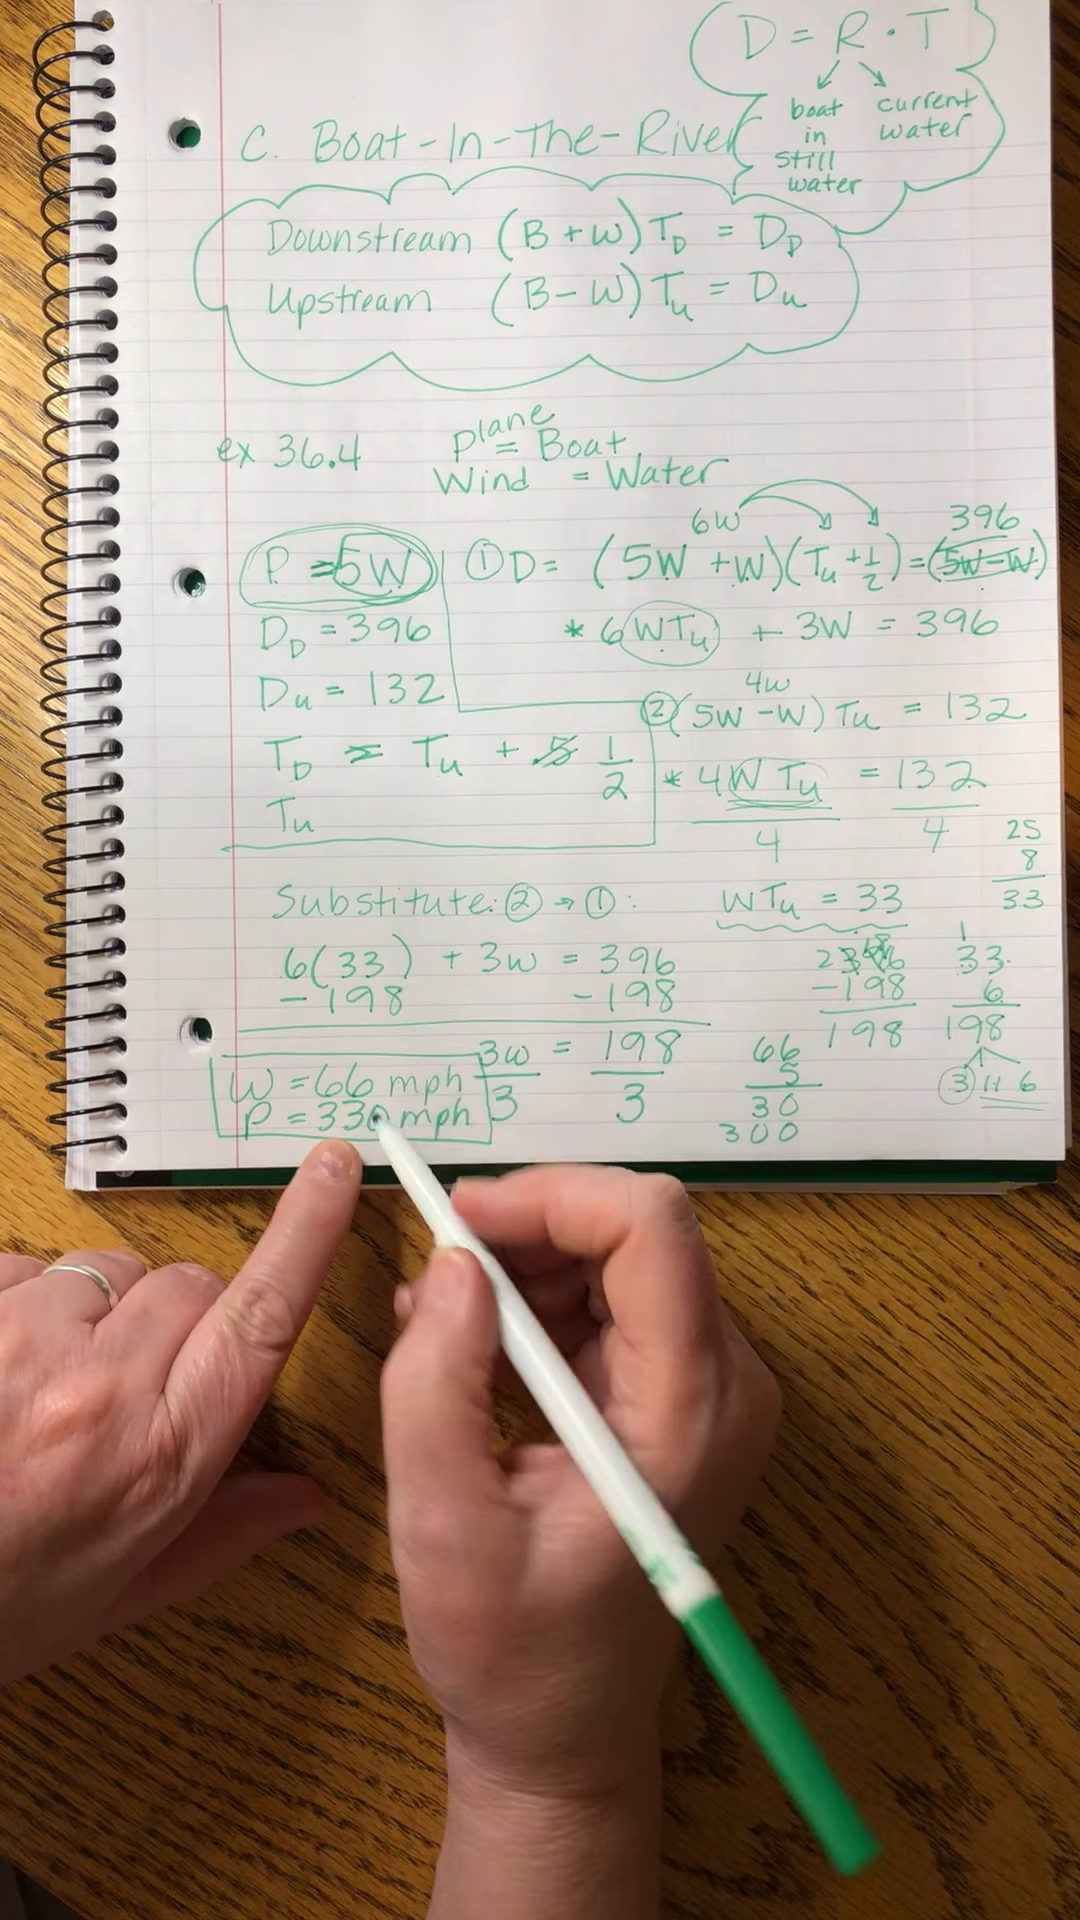 D = R · T
boat in still water
current water
C. Boat-In-The-River
Downstream (B + W) T_D = D_D
Upstream (B - W) T_u = D_u
ex 36.4
plane = Boat
Wind = Water
P = 5W
D_D = 396
D_u = 132
T_D = T_u + 1/2
T_u
6W
396
① D = (5W + W)(T_u + 1/2) = (5W - W)
* 6WT_u + 3W = 396
4W
② (5W - W) T_u = 132
* 4WT_u = 132
4 4
25
8
33
Substitute: ② → ① :
WT_u = 33
6(33) + 3W = 396
-198 -198
3W = 198
3 3
-198
198
33
6
198
3 11 6
66
5
30
300
W = 66 mph
P = 330 mph